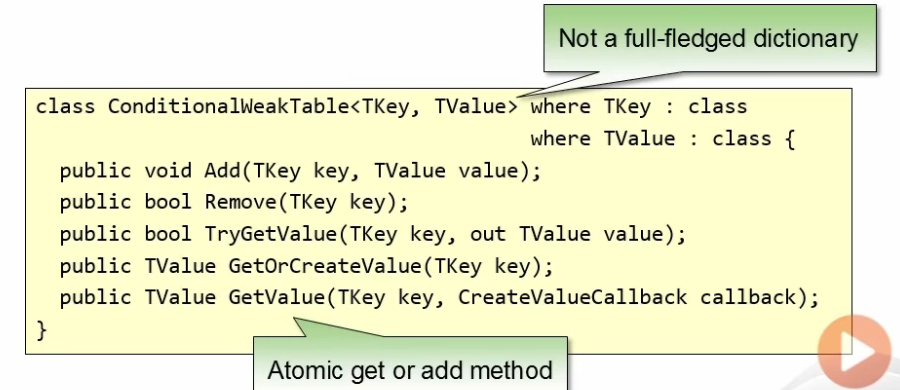 Not a full-fledged dictionary
class ConditionalWeakTable<TKey, TValue> where TKey : class
where TValue : class {
public void Add(TKey key, TValue value);
public bool Remove(TKey key);
public bool TryGetValue(TKey key, out TValue value);
public TValue GetOrCreateValue(TKey key);
public TValue GetValue(TKey key, CreateValueCallback callback);
}
Atomic get or add method